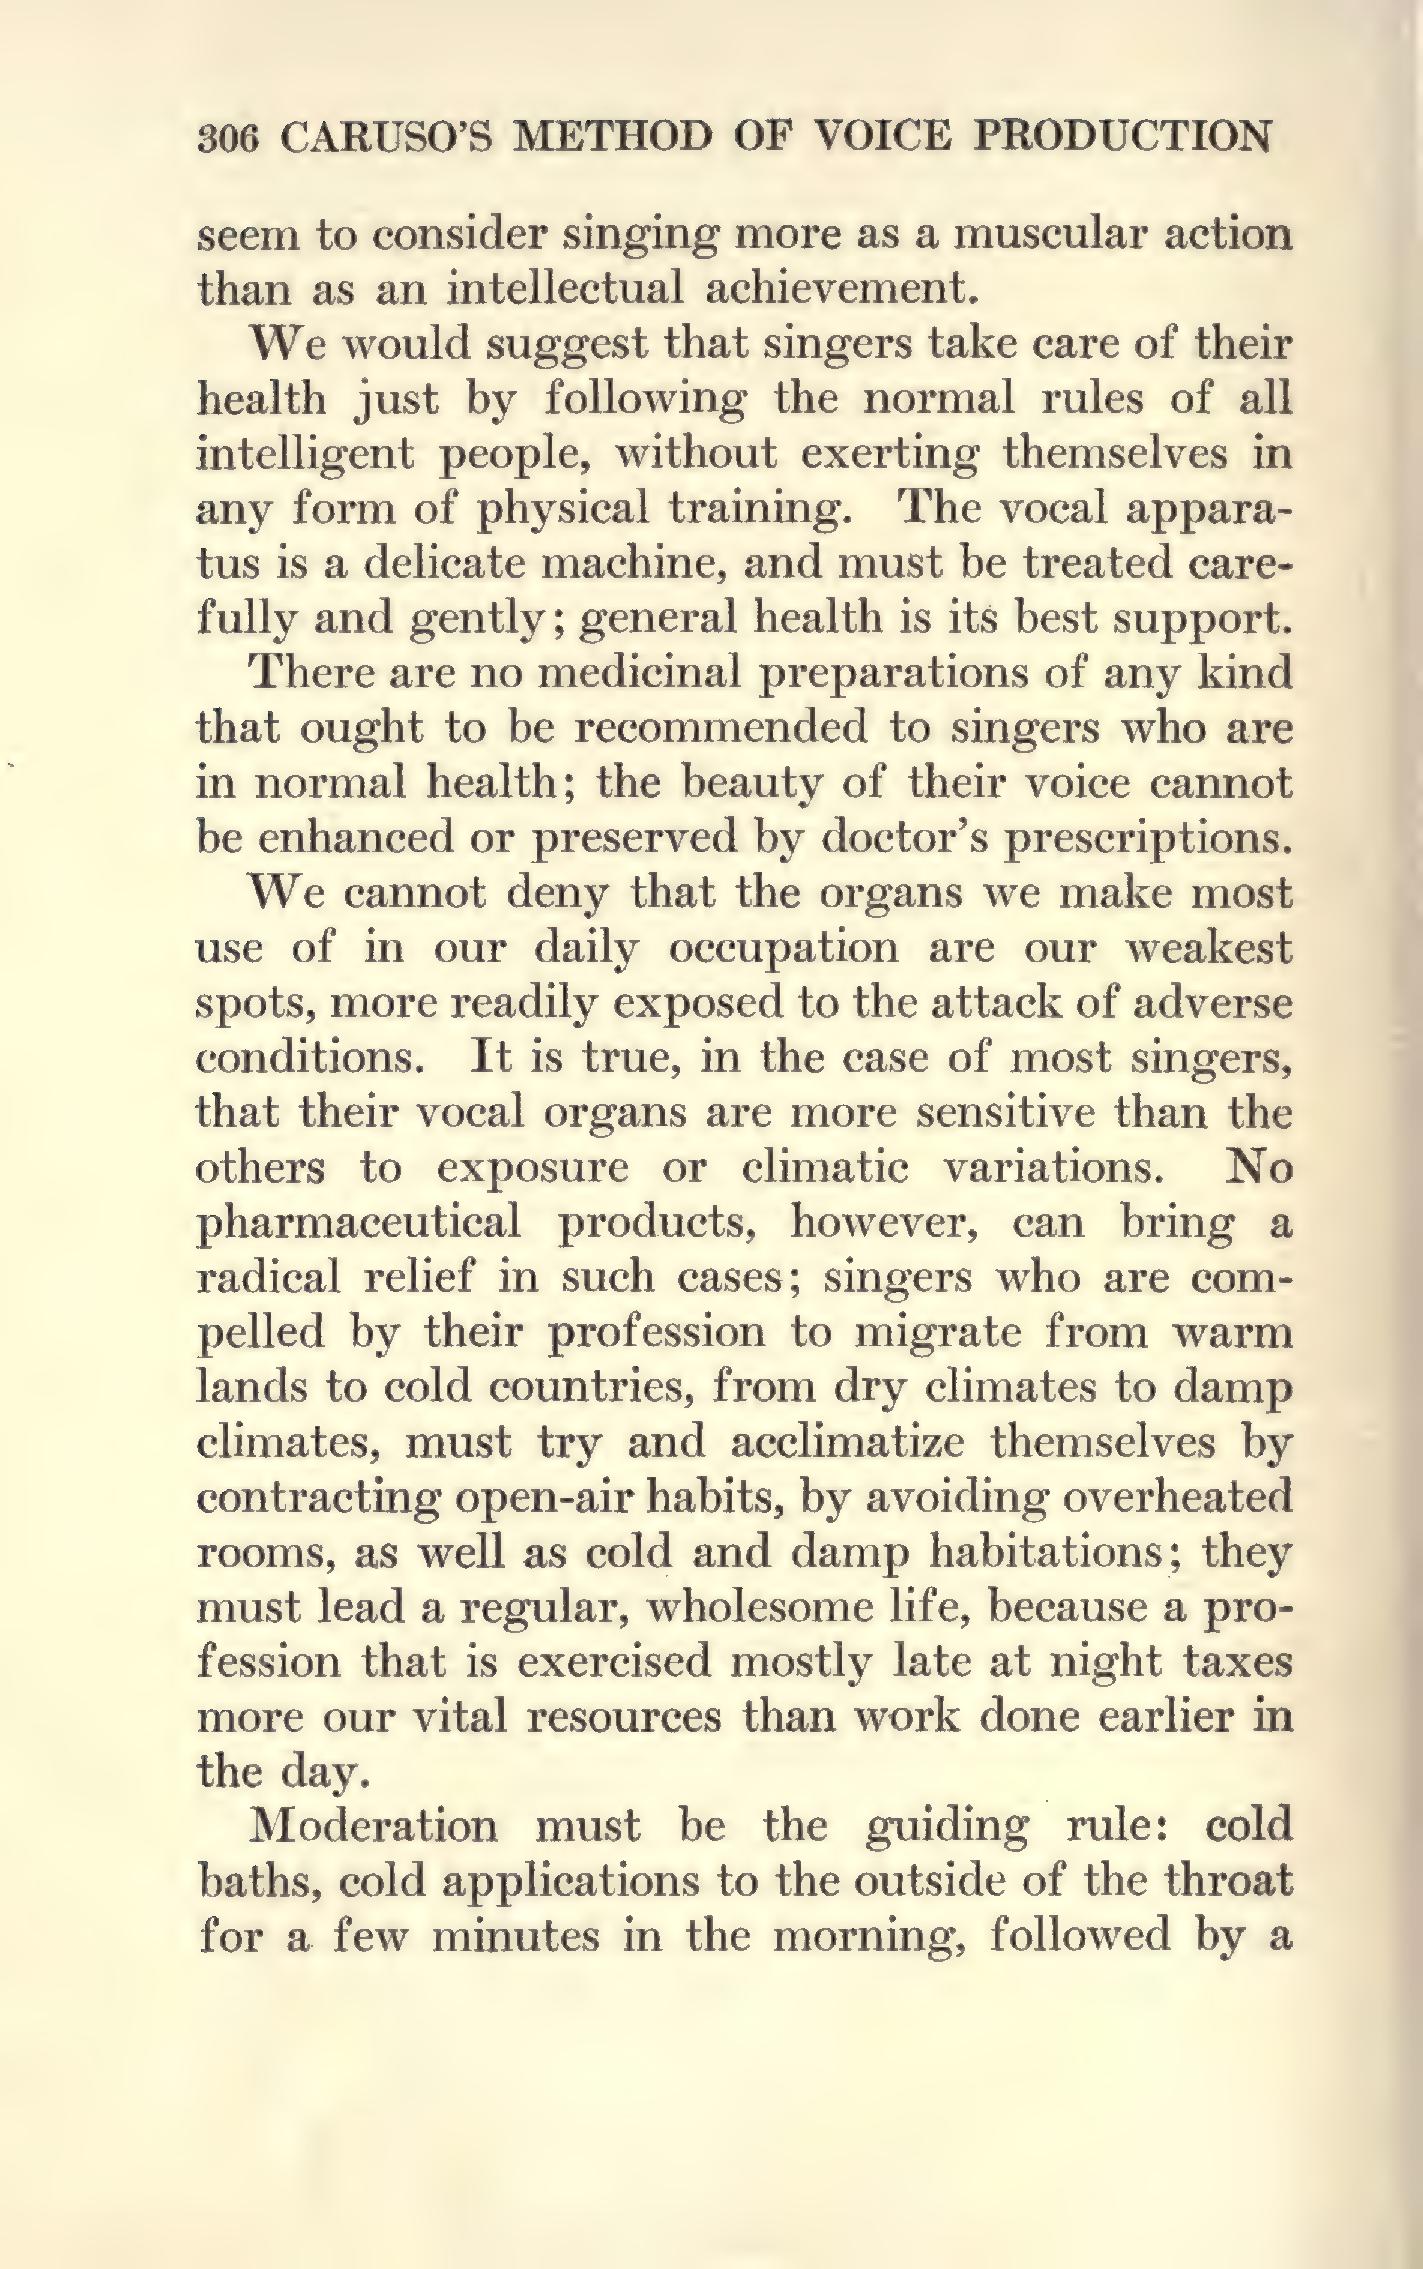 306 CARUSO'S METHOD OF VOICE PRODUCTION
seem to consider singing more as a muscular action
than as an intellectual achievement.
We would suggest that singers take care of their
health just by following the normal rules of all
intelligent people, without exerting themselves in
any form of physical training. The vocal appara-
tus is a delicate machine, and must be treated care-
fully and gently; general health is its best support.
There are no medicinal preparations of any kind
that ought to be recommended to singers who are
in normal health; the beauty of their voice cannot
be enhanced or preserved by doctor's prescriptions.
We cannot deny that the organs we make most
use of in our daily occupation are our weakest
spots, more readily exposed to the attack of adverse
conditions. It is true, in the case of most singers,
that their vocal organs are more sensitive than the
others to exposure or climatic variations. No
pharmaceutical products, however, can bring a
radical relief in such cases; singers who are com-
pelled by their profession to migrate from warm
lands to cold countries, from dry climates to damp
climates, must try and acclimatize themselves by
contracting open-air habits, by avoiding overheated
rooms, as well as cold and damp habitations; they
must lead a regular, wholesome life, because a pro-
fession that is exercised mostly late at night taxes
more our vital resources than work done earlier in
the day.
Moderation must be the guiding rule: cold
baths, cold applications to the outside of the throat
for a few minutes in the morning, followed by a